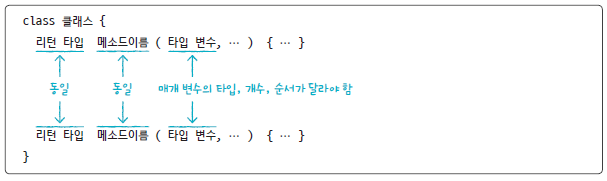 class 클래스 {
리턴 타입 메소드이름 ( 타입 변수, … ) { … }
동일 동일 매개 변수의 타입, 개수, 순서가 달라야 함
리턴 타입 메소드이름 ( 타입 변수, … ) { … }
}